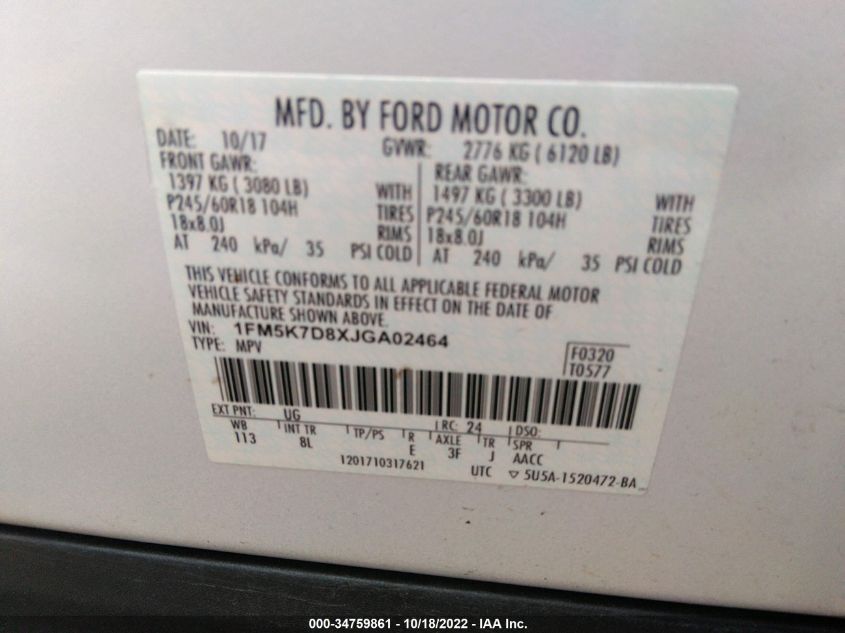 MFD. BY FORD MOTOR CO.
DATE: 10/17 GVWR: 2776 KG ( 6120 LB)
FRONT GAWR: REAR GAWR:
1397 KG ( 3080 LB) WITH 1497 KG ( 3300 LB) WITH
P245/60R18 104H TIRES P245/60R18 104H TIRES
18x8.0J RIMS 18x8.0J RIMS
AT 240 kPa/ 35 PSI COLD AT 240 kPa/ 35 PSI COLD
THIS VEHICLE CONFORMS TO ALL APPLICABLE FEDERAL MOTOR
VEHICLE SAFETY STANDARDS IN EFFECT ON THE DATE OF
MANUFACTURE SHOWN ABOVE.
VIN: 1FM5K7D8XJGA02464
TYPE: MPV
F0320
T0577
EXT PNT: UG RC: 24 DSO:
WB INT TR TP/PS R AXLE TR SPR
113 8L E 3F J AACC
1201710317621 UTC ▽ 5U5A-1520472-BA
000-34759861 - 10/18/2022 - IAA Inc.